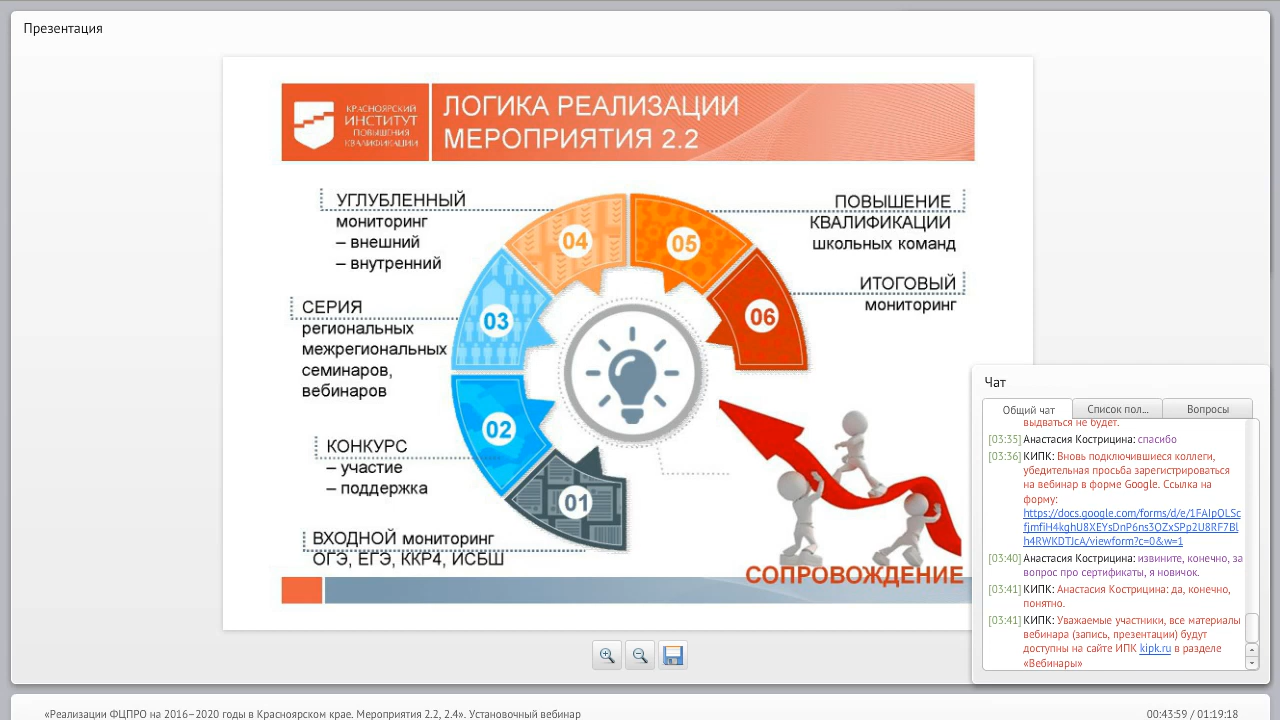 Презентация
КРАСНОЯРСКИЙ
ИНСТИТУТ
ПОВЫШЕНИЯ
КВАЛИФИКАЦИИ
ЛОГИКА РЕАЛИЗАЦИИ
МЕРОПРИЯТИЯ 2.2
УГЛУБЛЕННЫЙ
мониторинг
– внешний
– внутренний
04
05
ПОВЫШЕНИЕ
КВАЛИФИКАЦИИ
школьных команд
СЕРИЯ
региональных
межрегиональных
семинаров,
вебинаров
03
06
ИТОГОВЫЙ
мониторинг
КОНКУРС
– участие
– поддержка
02
ВХОДНОЙ мониторинг
ОГЭ, ЕГЭ, ККР4, ИСБШ
01
СОПРОВОЖДЕНИЕ
Чат
Общий чат
Список пол...
Вопросы
выдваться не будет.
[03:35] Анастасия Кострицина: спасибо
[03:36] КИПК: Вновь подключившиеся коллеги,
убедительная просьба зарегистрироваться
на вебинар в форме Google. Ссылка на
форму:
https://docs.google.com/forms/d/e/1FAIpQLSc
fjmfiH4kghU8XEYsDnP6ns3OZxSPp2U8RF7Bl
h4RWKDTJcA/viewform?c=0&w=1
[03:40] Анастасия Кострицина: извините, конечно, за
вопрос про сертификаты, я новичок.
[03:41] КИПК: Анастасия Кострицина: да, конечно,
понятно.
[03:41] КИПК: Уважаемые участники, все материалы
вебинара (запись, презентации) будут
доступны на сайте ИПК kipk.ru в разделе
«Вебинары»
«Реализации ФЦПРО на 2016–2020 годы в Красноярском крае. Мероприятия 2.2, 2.4». Установочный вебинар
00:43:59 / 01:19:18